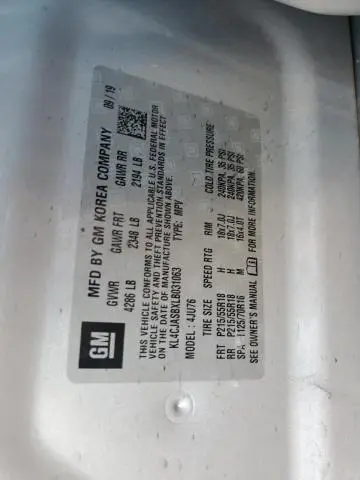 GM
MFD BY GM KOREA COMPANY 09/19
GVWR GAWR FRT GAWR RR
4286 LB 2348 LB 2194 LB
THIS VEHICLE CONFORMS TO ALL APPLICABLE U.S. FEDERAL MOTOR
VEHICLE SAFETY AND THEFT PREVENTION STANDARDS IN EFFECT
ON THE DATE OF MANUFACTURE SHOWN ABOVE.
KL4CJASBXLB031063 TYPE: MPV
MODEL: 4JU76
TIRE SIZE SPEED RTG RIM COLD TIRE PRESSURE
FRT P215/55R18 H 18x7.0J 240KPA, 35 PSI
RR P215/55R18 H 18x7.0J 240KPA, 35 PSI
SPA T125/70R16 M 16x4.0T 420KPA, 60 PSI
SEE OWNER'S MANUAL FOR MORE INFORMATION.